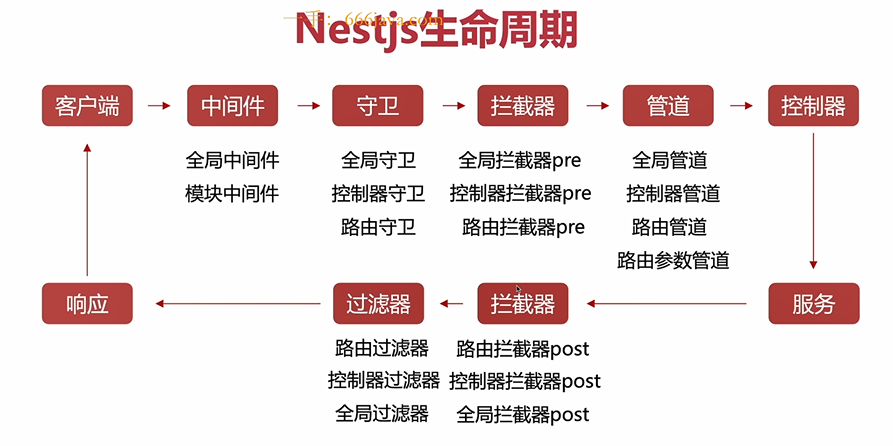 一手：666java.com
Nestjs生命周期
客户端
中间件
守卫
拦截器
管道
控制器
全局中间件
全局守卫
全局拦截器pre
全局管道
模块中间件
控制器守卫
控制器拦截器pre
控制器管道
路由守卫
路由拦截器pre
路由管道
路由参数管道
响应
过滤器
拦截器
服务
路由过滤器
路由拦截器post
控制器过滤器
控制器拦截器post
全局过滤器
全局拦截器post